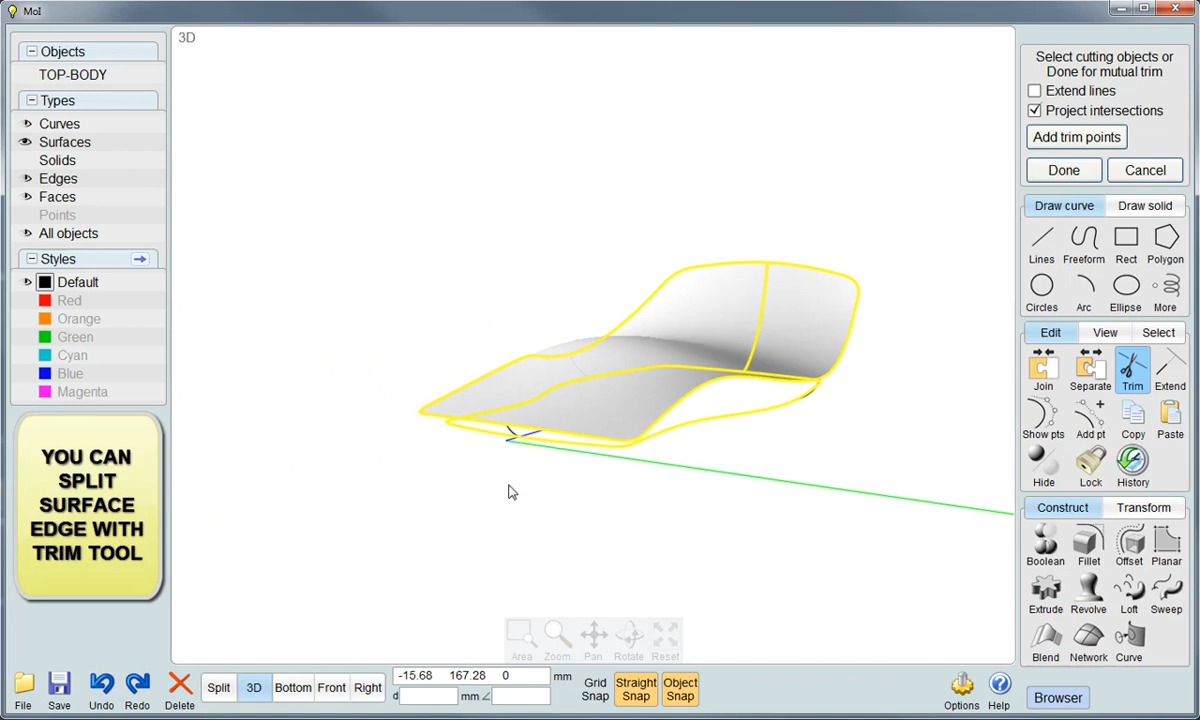 MoI
Objects
TOP-BODY
Types
Curves
Surfaces
Solids
Edges
Faces
Points
All objects
Styles
Default
Red
Orange
Green
Cyan
Blue
Magenta
YOU CAN
SPLIT
SURFACE
EDGE WITH
TRIM TOOL
3D
Area Zoom Pan Rotate Reset
Select cutting objects or
Done for mutual trim
Extend lines
Project intersections
Add trim points
Done Cancel
Draw curve Draw solid
Lines Freeform Rect Polygon
Circles Arc Ellipse More
Edit View Select
Join Separate Trim Extend
Show pts Add pt Copy Paste
Hide Lock History
Construct Transform
Boolean Fillet Offset Planar
Extrude Revolve Loft Sweep
Blend Network Curve
File Save Undo Redo Delete
Split 3D Bottom Front Right
-15.68 167.28 0 mm
d mm ∠
Grid Snap
Straight Snap
Object Snap
Options Help
Browser